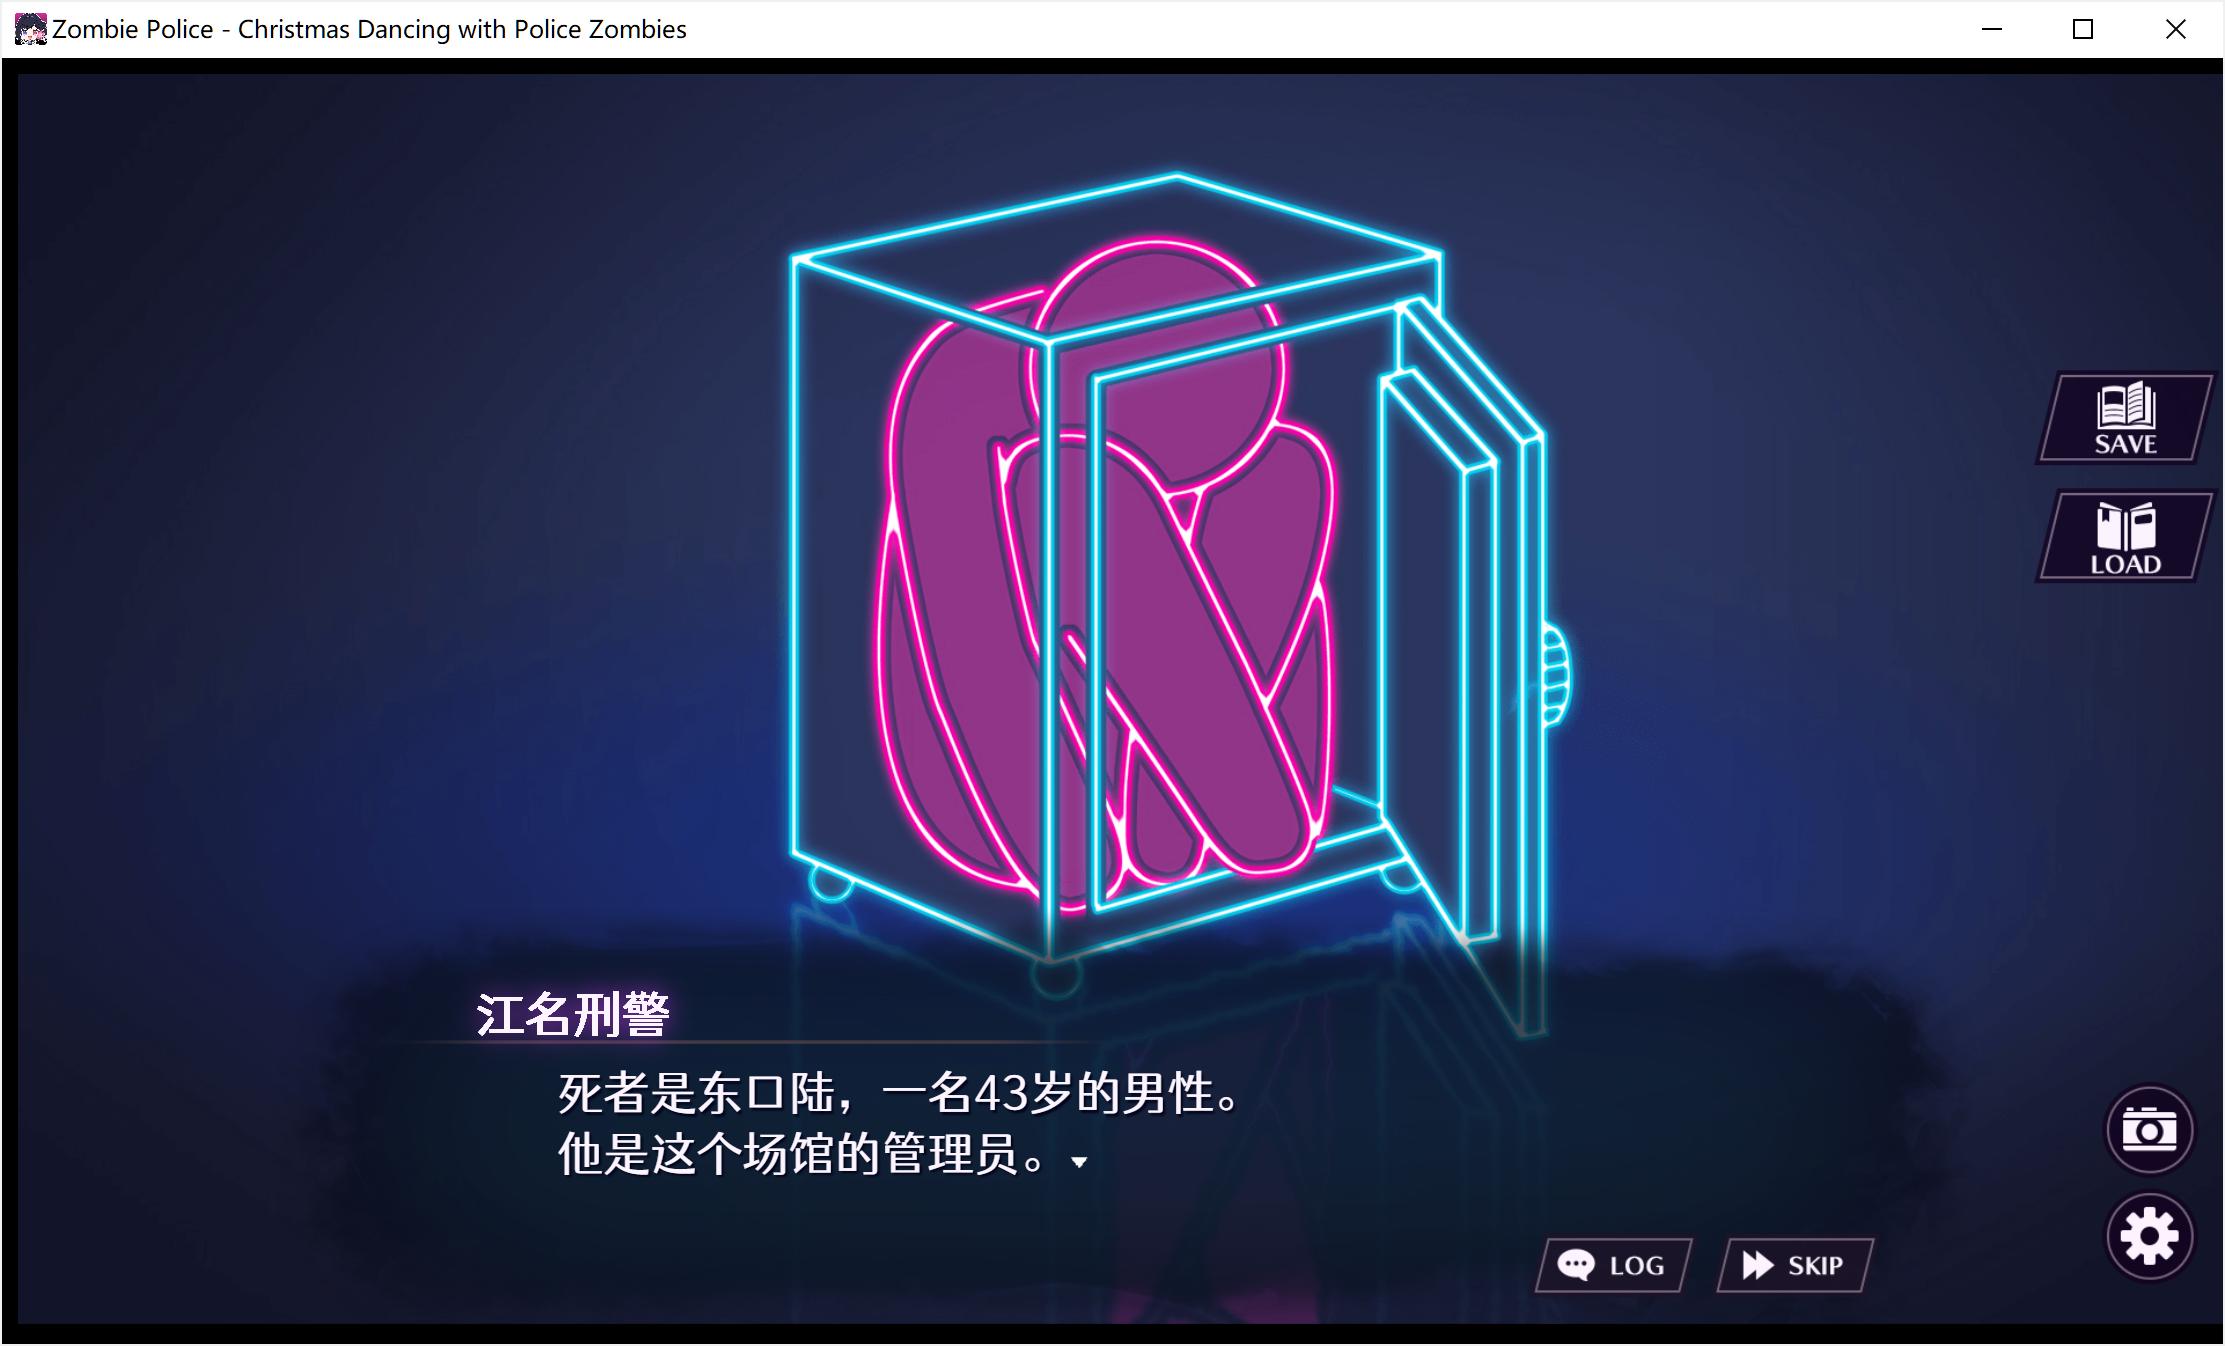 Zombie Police - Christmas Dancing with Police Zombies
SAVE
LOAD
江名刑警
死者是东口陆，一名43岁的男性。
他是这个场馆的管理员。
LOG
SKIP